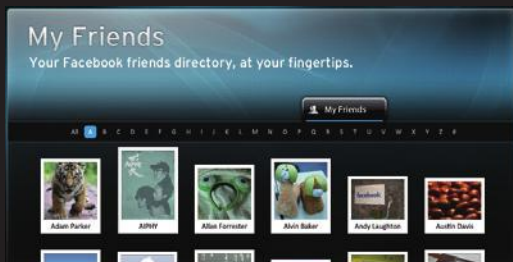 My Friends
Your Facebook friends directory, at your fingertips.
My Friends
All A B C D E F G H I J K L M N O P Q R S T U V W X Y Z #
facebook
Adam Parker AIPHY Allan Forrester Alvin Baker Andy Laughton Austin Davis